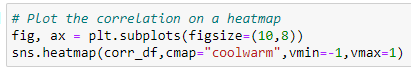 # Plot the correlation on a heatmap
fig, ax = plt.subplots(figsize=(10,8))
sns.heatmap(corr_df,cmap="coolwarm",vmin=-1,vmax=1)